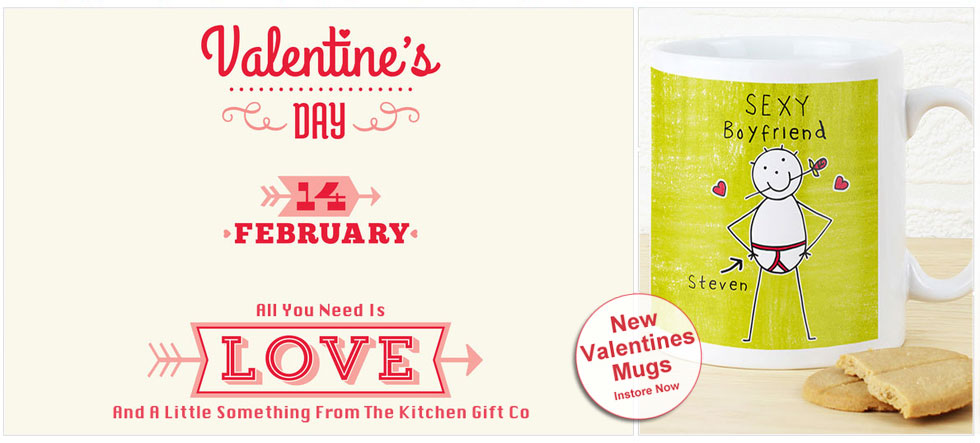 Valentine's
DAY
14
FEBRUARY
All You Need Is
LOVE
And A Little Something From The Kitchen Gift Co
New
Valentines
Mugs
Instore Now
SEXY
Boyfriend
Steven